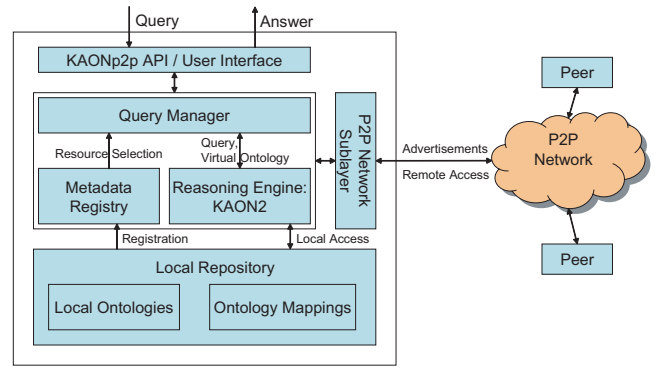 Query
Answer
KAONp2p API / User Interface
Query Manager
Resource Selection
Query,
Virtual Ontology
Metadata
Registry
Reasoning Engine:
KAON2
P2P Network
Sublayer
Advertisements
Remote Access
Peer
P2P
Network
Peer
Registration
Local Access
Local Repository
Local Ontologies
Ontology Mappings